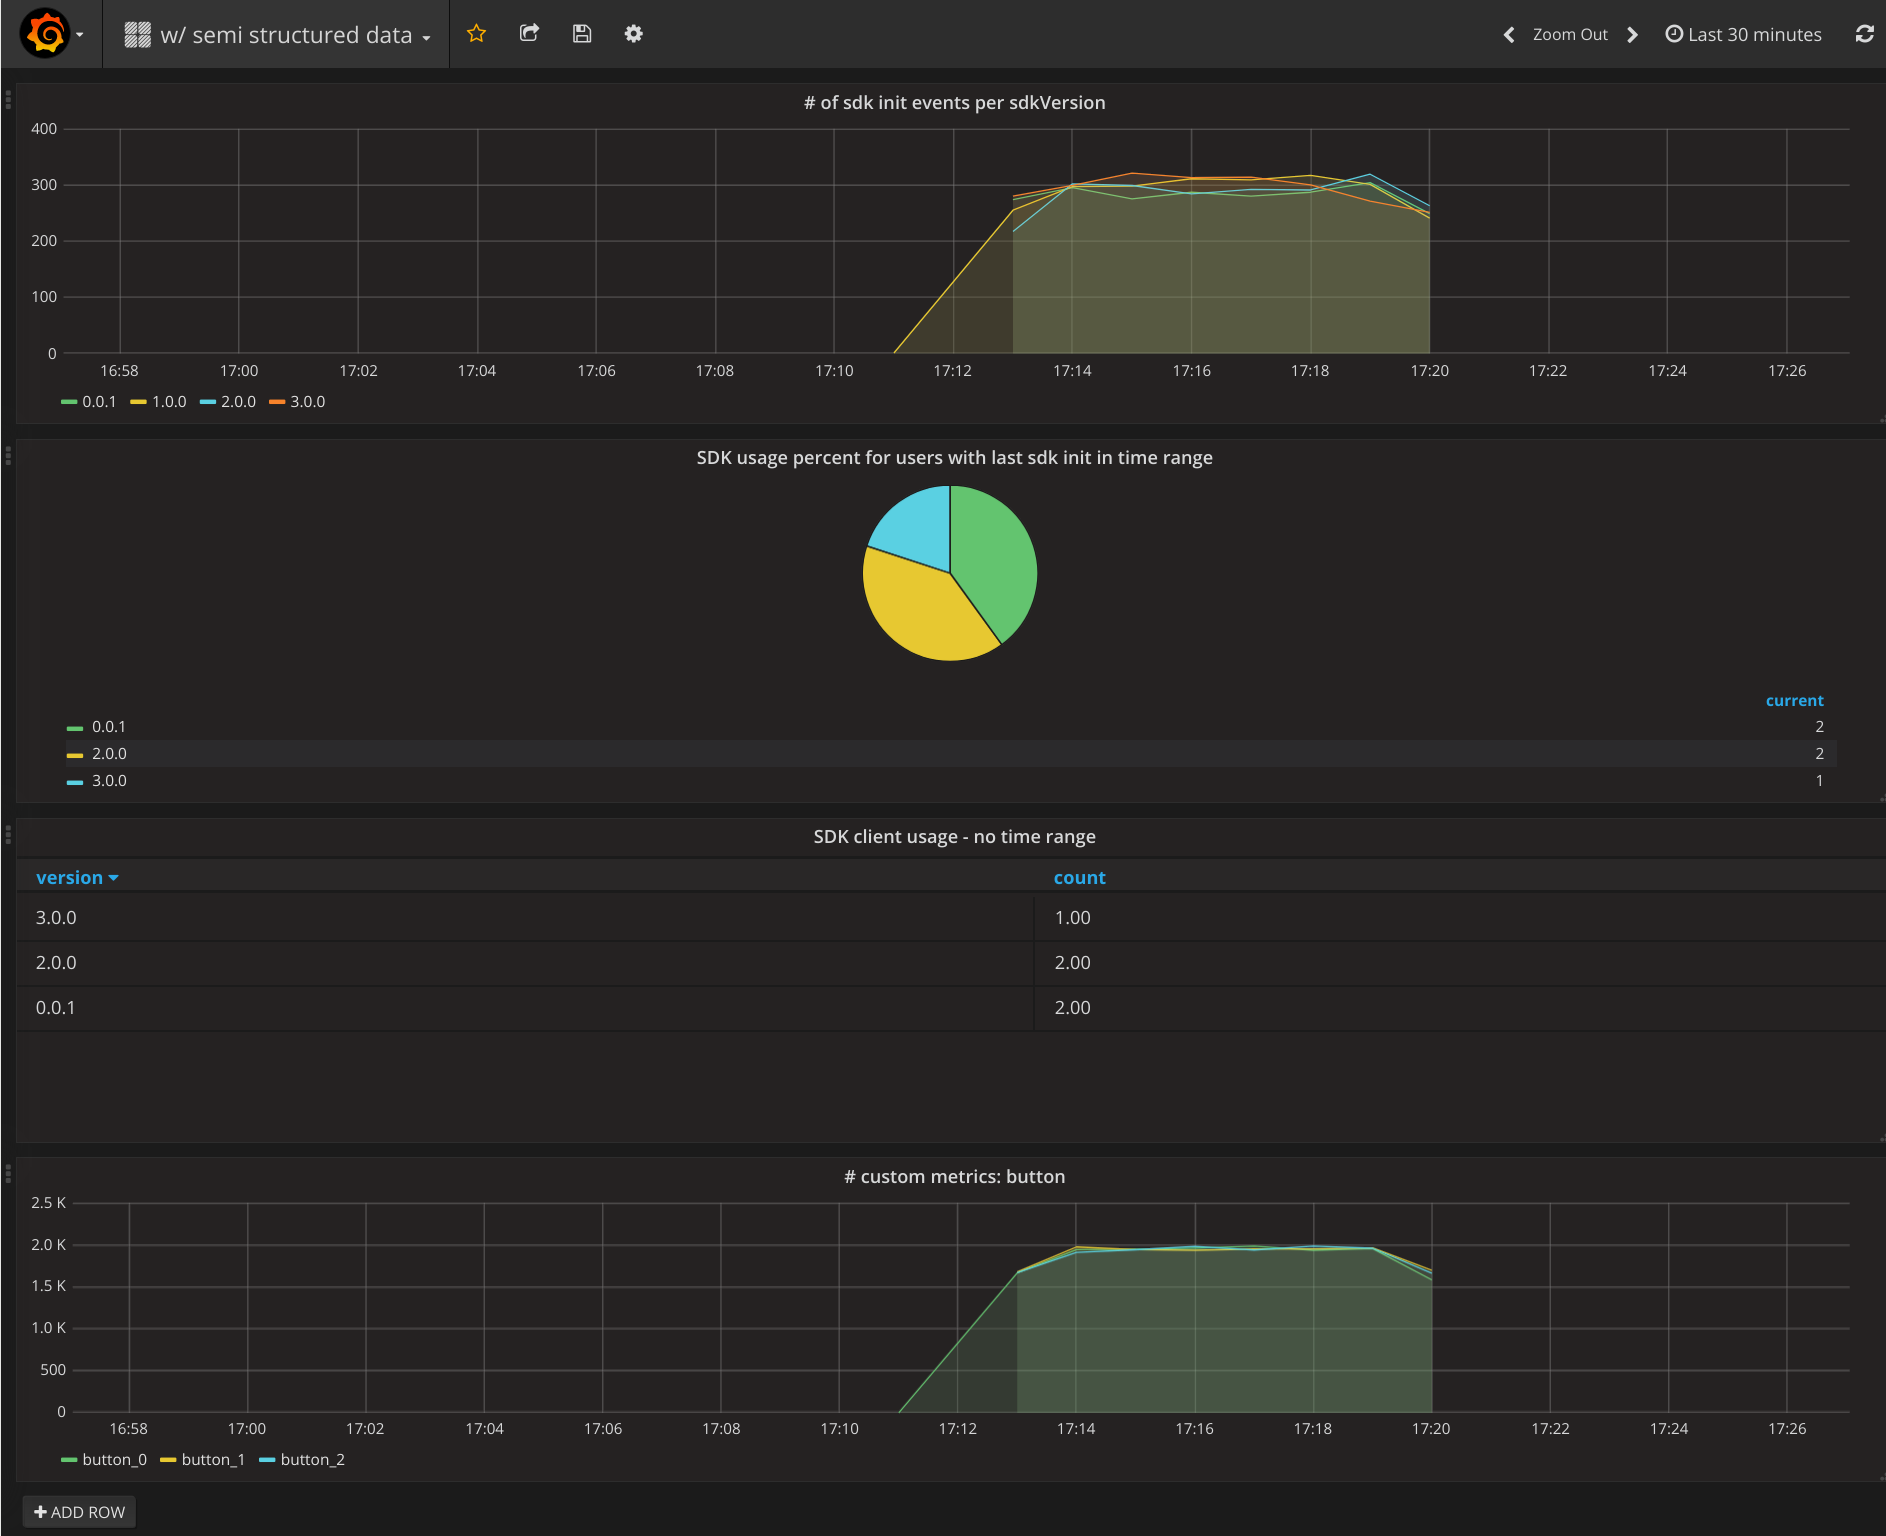 w/ semi structured data
Zoom Out
Last 30 minutes
# of sdk init events per sdkVersion
400
300
200
100
0
16:58 17:00 17:02 17:04 17:06 17:08 17:10 17:12 17:14 17:16 17:18 17:20 17:22 17:24 17:26
0.0.1 1.0.0 2.0.0 3.0.0
SDK usage percent for users with last sdk init in time range
current
0.0.1 2
2.0.0 2
3.0.0 1
SDK client usage - no time range
version count
3.0.0 1.00
2.0.0 2.00
0.0.1 2.00
# custom metrics: button
2.5 K
2.0 K
1.5 K
1.0 K
500
0
16:58 17:00 17:02 17:04 17:06 17:08 17:10 17:12 17:14 17:16 17:18 17:20 17:22 17:24 17:26
button_0 button_1 button_2
+ ADD ROW